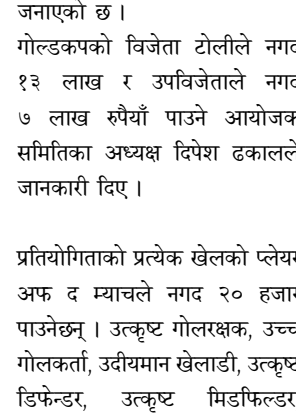 जनाएको छ ।
गोल्डकपको विजेता टोलीले नगद
१३ लाख र उपविजेताले नगद
७ लाख रुपैयाँ पाउने आयोजक
समितिका अध्यक्ष दिपेश ढकालले
जानकारी दिए ।
प्रतियोगिताको प्रत्येक खेलको प्लेयर
अफ द म्याचले नगद २० हजार
पाउनेछन् । उत्कृष्ट गोलरक्षक, उच्च
गोलकर्ता, उदीयमान खेलाडी, उत्कृष्ट
डिफेन्डर, उत्कृष्ट मिडफिल्डर